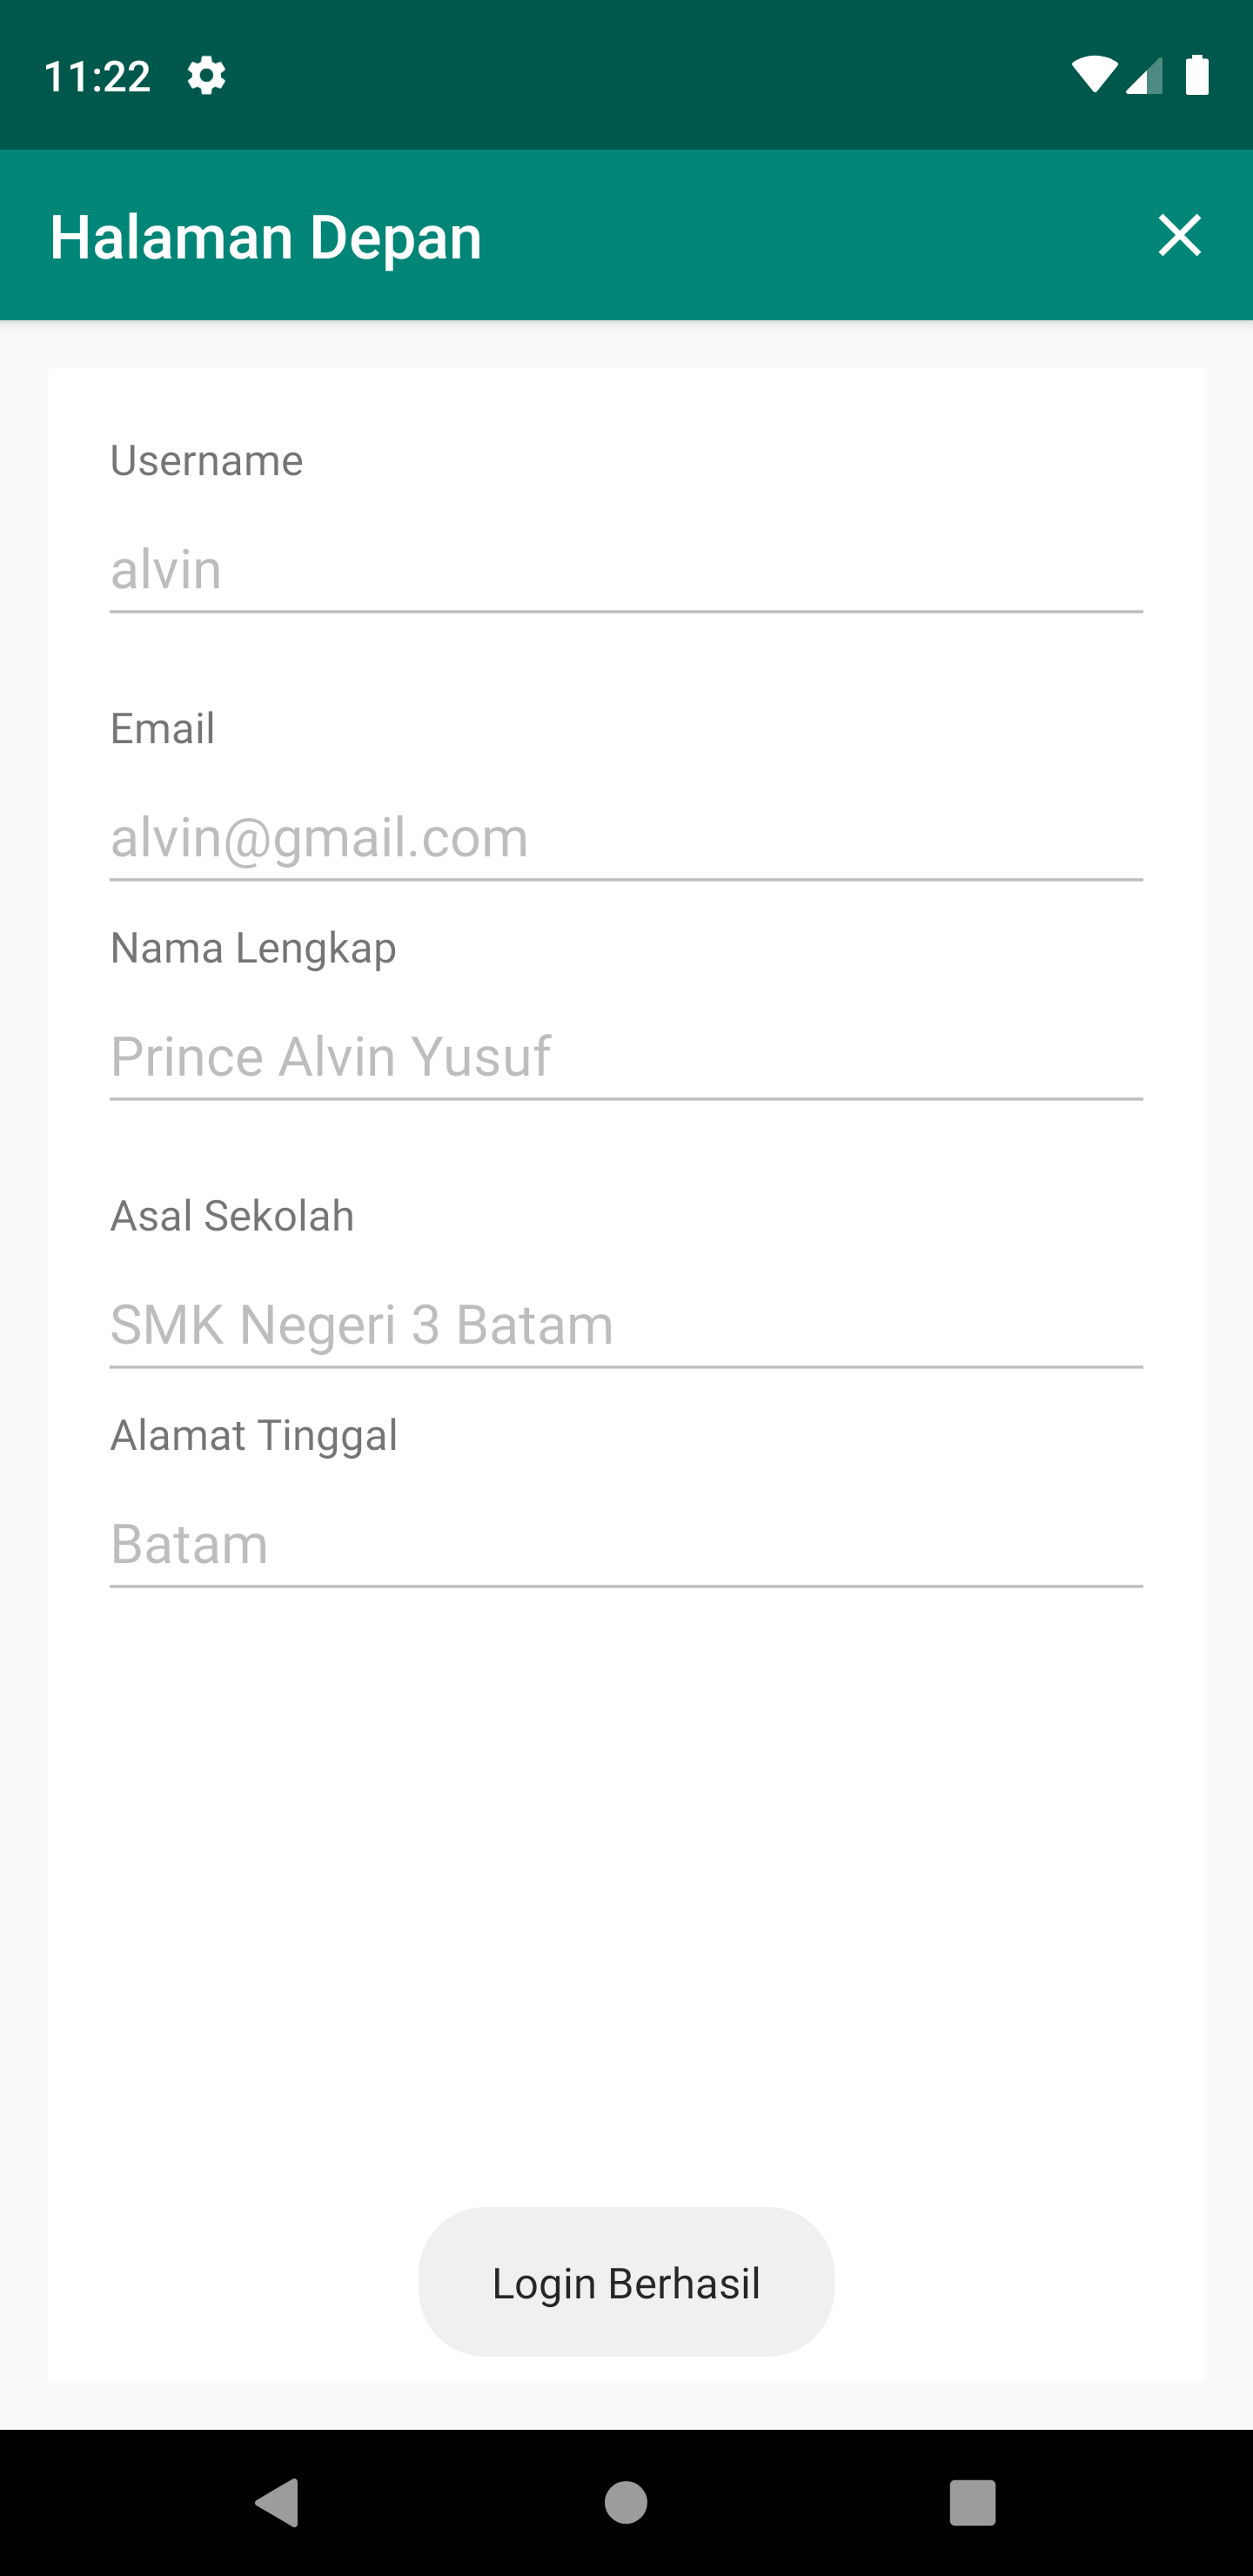 11:22
Halaman Depan
Username
alvin
Email
alvin@gmail.com
Nama Lengkap
Prince Alvin Yusuf
Asal Sekolah
SMK Negeri 3 Batam
Alamat Tinggal
Batam
Login Berhasil